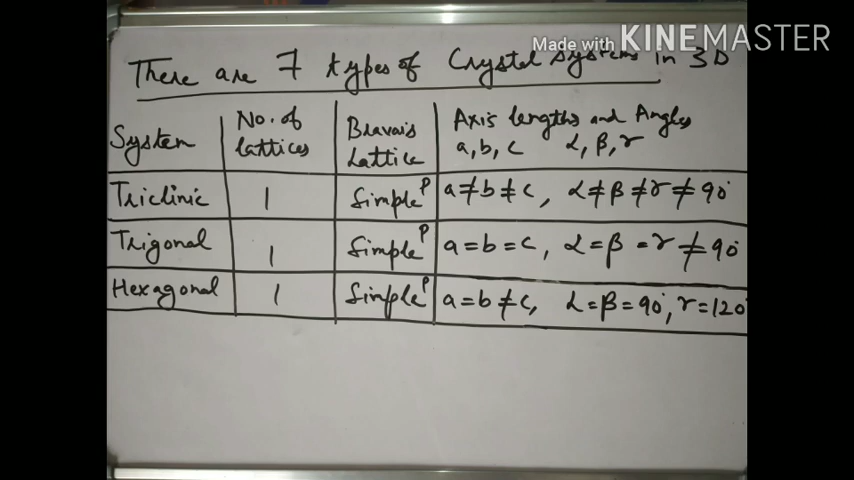 Made with KINEMASTER
There are 7 types of Crystal Systems in 3D
System No. of lattices Bravais Lattice Axis lengths and Angles a, b, c α, β, γ
Triclinic 1 Simple P a ≠ b ≠ c, α ≠ β ≠ γ ≠ 90°
Trigonal 1 Simple P a = b = c, α = β = γ ≠ 90°
Hexagonal 1 Simple P a = b ≠ c, α = β = 90°, γ = 120°